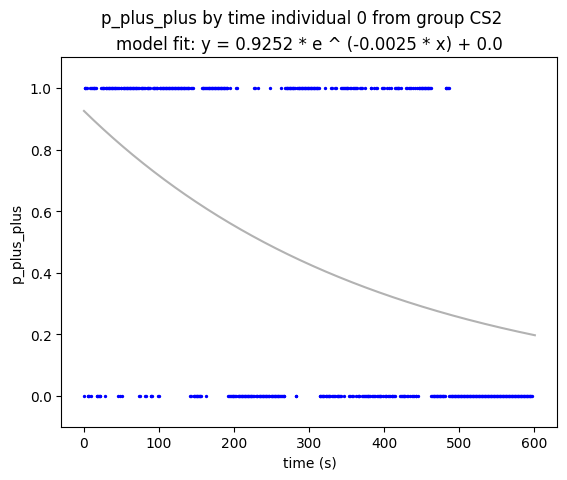 p_plus_plus by time individual 0 from group CS2
model fit: y = 0.9252 * e ^ (-0.0025 * x) + 0.0
1.0
0.8
0.6
0.4
0.2
0.0
p_plus_plus
0 100 200 300 400 500 600
time (s)